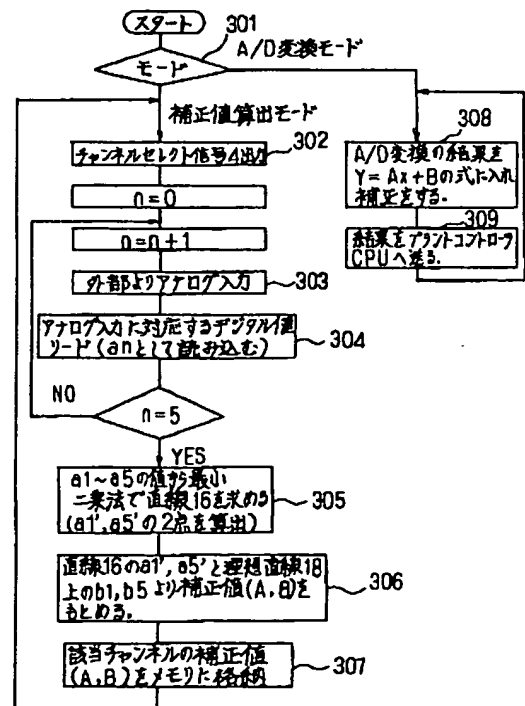 スタート
301
A/D変換モード
モード
補正値算出モード
302
チャンネルセレクト信号4出力
n=0
n=n+1
外部よりアナログ入力
303
アナログ入力に対応するデジタル値
リード(anとして読み込む)
304
NO
n=5
YES
a1~a5の値から最小
二乗法で直線16を求める
(a1',a5'の2点を算出)
305
直線16のa1',a5'と理想直線18
上のb1,b5より補正値(A,B)を
もとめる.
306
該当チャンネルの補正値
(A,B)をメモリに格納
307
308
A/D変換の結果を
Y=Ax+Bの式に入れ
補正をする.
309
結果をプラントコントローラ
CPUへ送る.